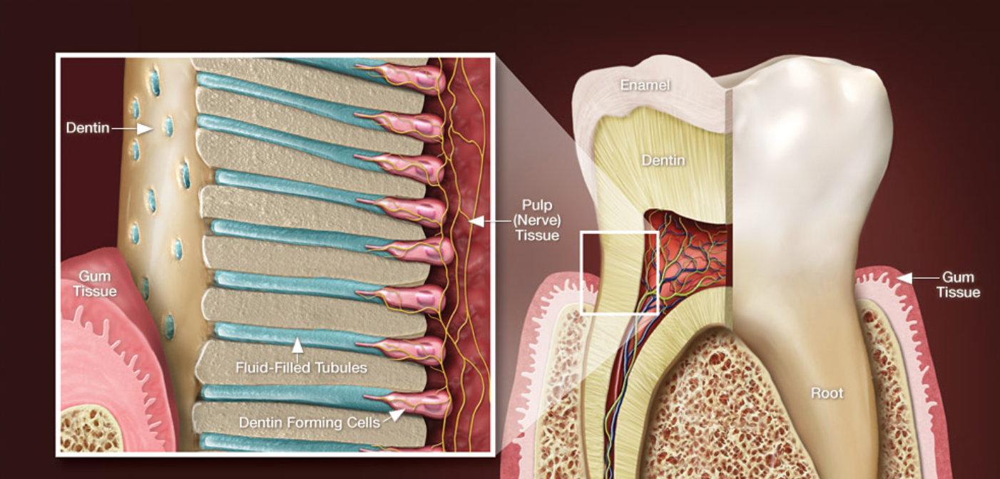 Dentin
Gum
Tissue
Fluid-Filled Tubules
Dentin Forming Cells
Pulp
(Nerve)
Tissue
Enamel
Dentin
Gum
Tissue
Root